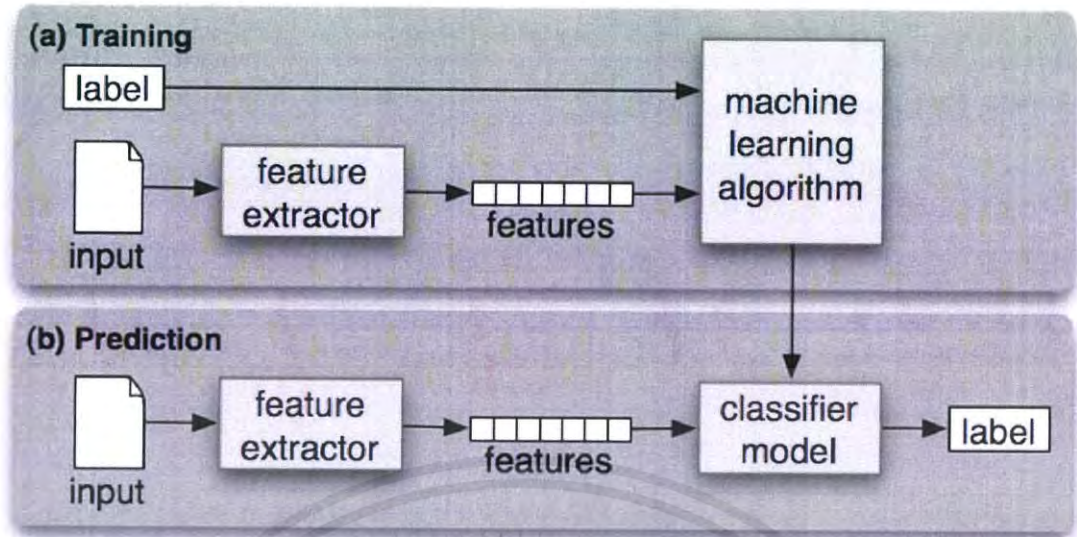 (a) Training
label
machine
learning
algorithm
feature
extractor
features
input
(b) Prediction
feature
extractor
features
classifier
model
label
input